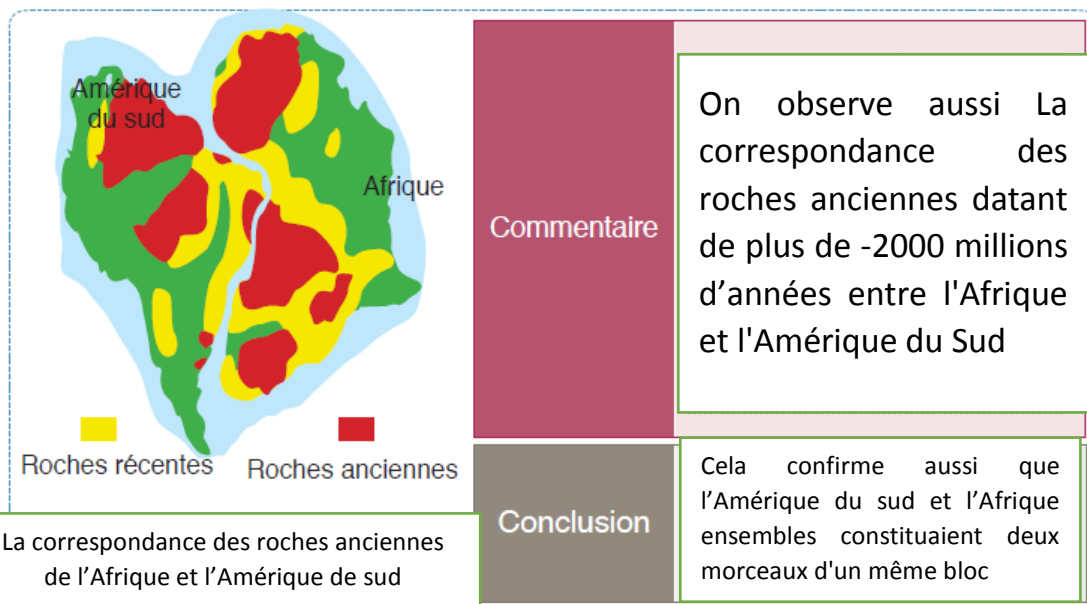 Amérique
du sud
Afrique
Roches récentes
Roches anciennes
La correspondance des roches anciennes
de l'Afrique et l'Amérique de sud
Commentaire
On observe aussi La
correspondance des
roches anciennes datant
de plus de -2000 millions
d'années entre l'Afrique
et l'Amérique du Sud
Conclusion
Cela confirme aussi que
l'Amérique du sud et l'Afrique
ensembles constituaient deux
morceaux d'un même bloc